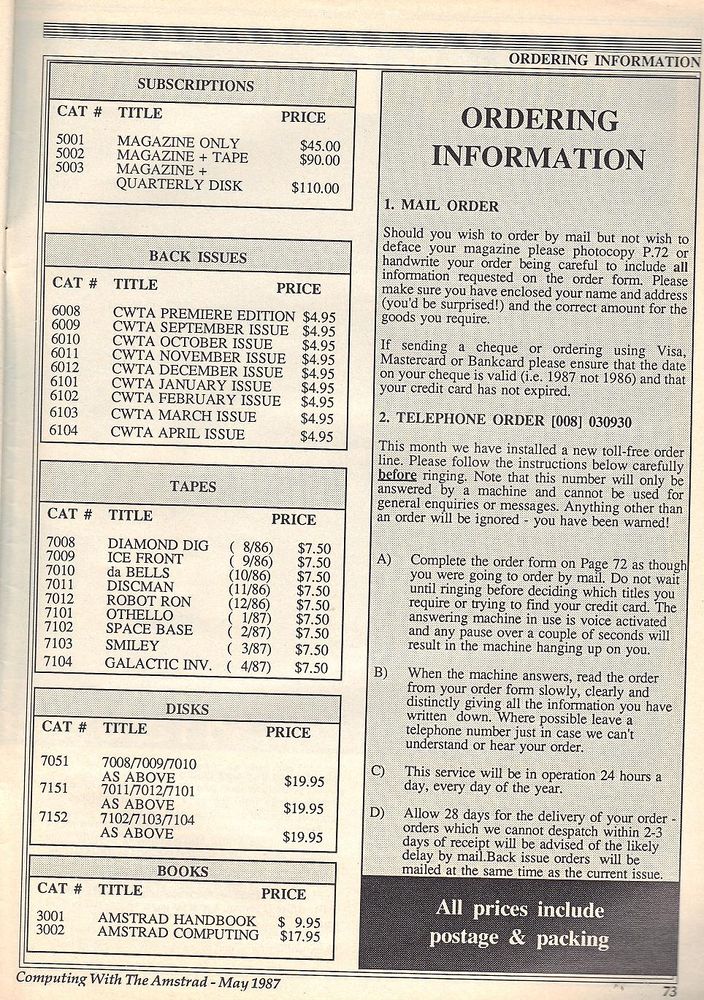 ORDERING INFORMATION
SUBSCRIPTIONS
CAT # TITLE PRICE
5001 MAGAZINE ONLY $45.00
5002 MAGAZINE + TAPE $90.00
5003 MAGAZINE +
QUARTERLY DISK $110.00
BACK ISSUES
CAT # TITLE PRICE
6008 CWTA PREMIERE EDITION $4.95
6009 CWTA SEPTEMBER ISSUE $4.95
6010 CWTA OCTOBER ISSUE $4.95
6011 CWTA NOVEMBER ISSUE $4.95
6012 CWTA DECEMBER ISSUE $4.95
6101 CWTA JANUARY ISSUE $4.95
6102 CWTA FEBRUARY ISSUE $4.95
6103 CWTA MARCH ISSUE $4.95
6104 CWTA APRIL ISSUE $4.95
TAPES
CAT # TITLE PRICE
7008 DIAMOND DIG ( 8/86) $7.50
7009 ICE FRONT ( 9/86) $7.50
7010 da BELLS (10/86) $7.50
7011 DISCMAN (11/86) $7.50
7012 ROBOT RON (12/86) $7.50
7101 OTHELLO ( 1/87) $7.50
7102 SPACE BASE ( 2/87) $7.50
7103 SMILEY ( 3/87) $7.50
7104 GALACTIC INV. ( 4/87) $7.50
DISKS
CAT # TITLE PRICE
7051 7008/7009/7010
AS ABOVE $19.95
7151 7011/7012/7101
AS ABOVE $19.95
7152 7102/7103/7104
AS ABOVE $19.95
BOOKS
CAT # TITLE PRICE
3001 AMSTRAD HANDBOOK $ 9.95
3002 AMSTRAD COMPUTING $17.95
ORDERING
INFORMATION
1. MAIL ORDER
Should you wish to order by mail but not wish to
deface your magazine please photocopy P.72 or
handwrite your order being careful to include all
information requested on the order form. Please
make sure you have enclosed your name and address
(you'd be surprised!) and the correct amount for the
goods you require.
If sending a cheque or ordering using Visa,
Mastercard or Bankcard please ensure that the date
on your cheque is valid (i.e. 1987 not 1986) and that
your credit card has not expired.
2. TELEPHONE ORDER [008] 030930
This month we have installed a new toll-free order
line. Please follow the instructions below carefully
before ringing. Note that this number will only be
answered by a machine and cannot be used for
general enquiries or messages. Anything other than
an order will be ignored - you have been warned!
A) Complete the order form on Page 72 as though
you were going to order by mail. Do not wait
until ringing before deciding which titles you
require or trying to find your credit card. The
answering machine in use is voice activated
and any pause over a couple of seconds will
result in the machine hanging up on you.
B) When the machine answers, read the order
from your order form slowly, clearly and
distinctly giving all the information you have
written down. Where possible leave a
telephone number just in case we can't
understand or hear your order.
C) This service will be in operation 24 hours a
day, every day of the year.
D) Allow 28 days for the delivery of your order -
orders which we cannot despatch within 2-3
days of receipt will be advised of the likely
delay by mail.Back issue orders will be
mailed at the same time as the current issue.
All prices include
postage & packing
Computing With The Amstrad - May 1987
73